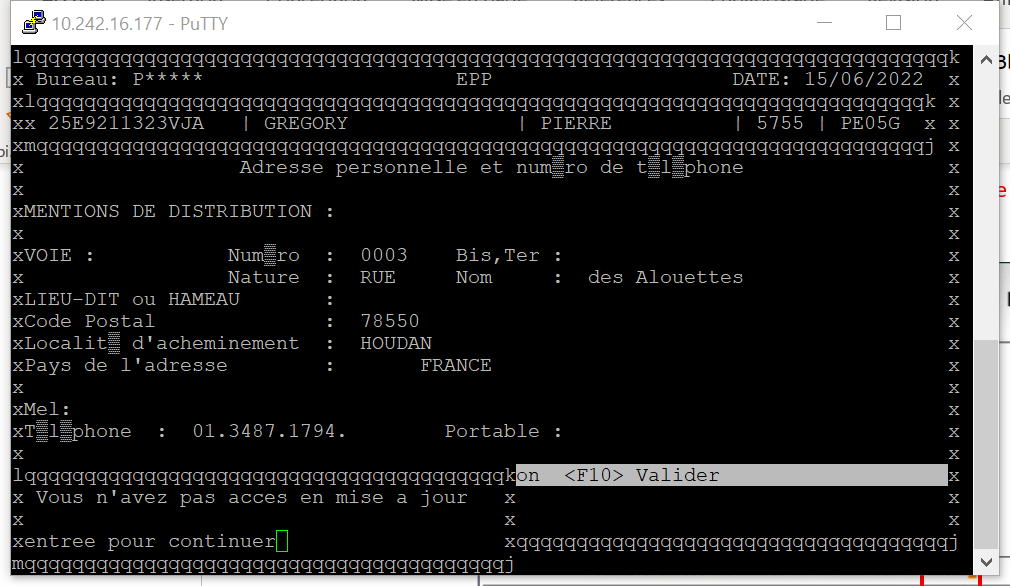 10.242.16.177 - PuTTY
lqqqqqqqqqqqqqqqqqqqqqqqqqqqqqqqqqqqqqqqqqqqqqqqqqqqqqqqqqqqqqqqqqqqqqqqqqqqqqk
x Bureau: P***** EPP DATE: 15/06/2022 x
xlqqqqqqqqqqqqqqqqqqqqqqqqqqqqqqqqqqqqqqqqqqqqqqqqqqqqqqqqqqqqqqqqqqqqqqqqqqk x
xx 25E9211323VJA | GREGORY | PIERRE | 5755 | PE05G x x
xmqqqqqqqqqqqqqqqqqqqqqqqqqqqqqqqqqqqqqqqqqqqqqqqqqqqqqqqqqqqqqqqqqqqqqqqqqqj x
x Adresse personnelle et num▒ro de t▒l▒phone x
x x
xMENTIONS DE DISTRIBUTION : x
x x
xVOIE : Num▒ro : 0003 Bis,Ter : x
x Nature : RUE Nom : des Alouettes x
xLIEU-DIT ou HAMEAU : x
xCode Postal : 78550 x
xLocalit▒ d'acheminement : HOUDAN x
xPays de l'adresse : FRANCE x
x x
xMel: x
xT▒l▒phone : 01.3487.1794. Portable : x
x x
lqqqqqqqqqqqqqqqqqqqqqqqqqqqqqqqqqqqqqqqqkon <F10> Valider x
x Vous n'avez pas acces en mise a jour x x
x x x
xentree pour continuer xqqqqqqqqqqqqqqqqqqqqqqqqqqqqqqqqqqqqj
mqqqqqqqqqqqqqqqqqqqqqqqqqqqqqqqqqqqqqqqqj